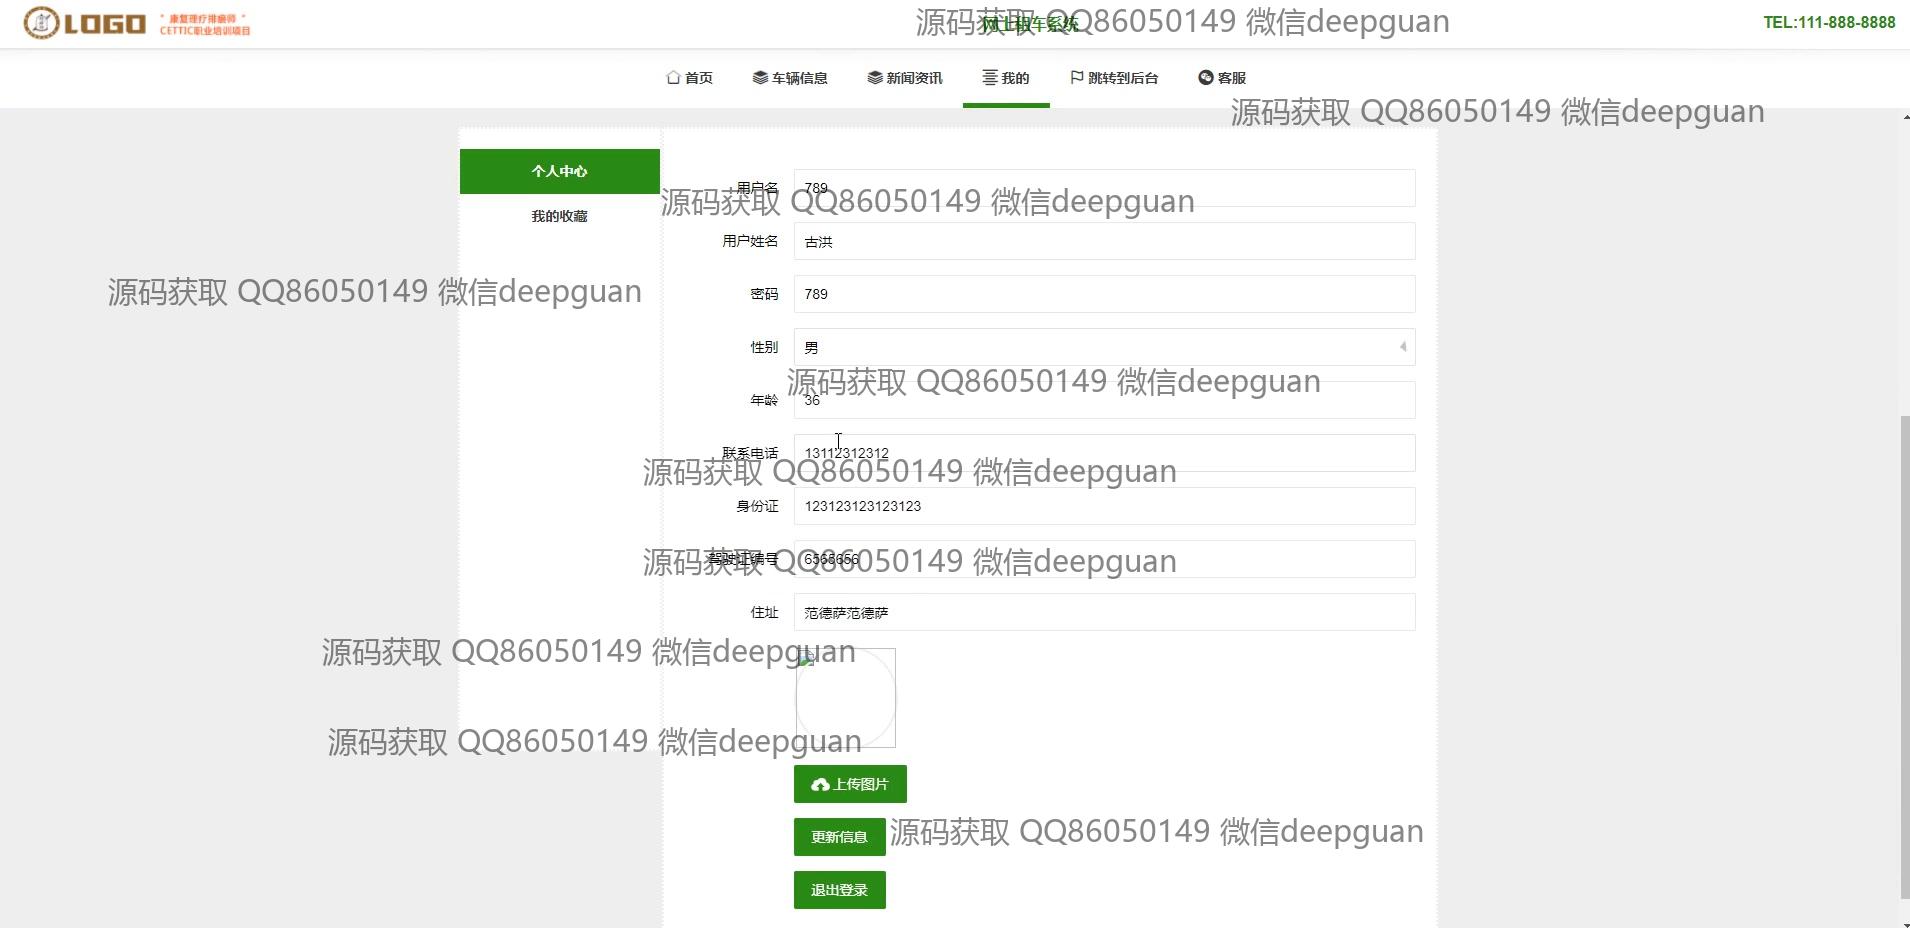 LOGO
"康复理疗排痰师"
CETTIC职业培训项目
网上租车系统
源码获取 QQ86050149 微信deepguan
TEL:111-888-8888
首页
车辆信息
新闻资讯
我的
跳转到后台
客服
源码获取 QQ86050149 微信deepguan
个人中心
我的收藏
用户名
789
源码获取 QQ86050149 微信deepguan
用户姓名
古洪
源码获取 QQ86050149 微信deepguan
密码
789
性别
男
源码获取 QQ86050149 微信deepguan
年龄
36
联系电话
13112312312
源码获取 QQ86050149 微信deepguan
身份证
123123123123123
驾驶证编号
6565656
源码获取 QQ86050149 微信deepguan
住址
范德萨范德萨
源码获取 QQ86050149 微信deepguan
源码获取 QQ86050149 微信deepguan
上传图片
更新信息
源码获取 QQ86050149 微信deepguan
退出登录